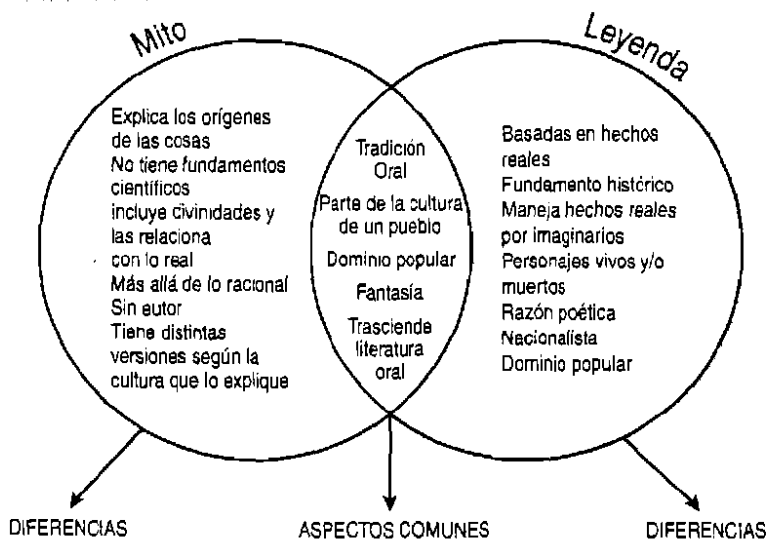 Mito
Leyenda
Explica los orígenes
de las cosas
No tiene fundamentos
científicos
incluye divinidades y
las relaciona
con lo real
Más allá de lo racional
Sin eutor
Tiene distintas
versiones según la
cultura que lo explique
Tradición
Oral
Parte de la cultura
de un pueblo
Dominio popular
Fantasía
Trasciende
literatura
oral
Basadas en hechos
reales
Fundamento histórico
Maneja hechos reales
por imaginarios
Personajes vivos y/o
muertos
Razón poética
Necionalista
Dominio popular
DIFERENCIAS
ASPECTOS COMUNES
DIFERENCIAS